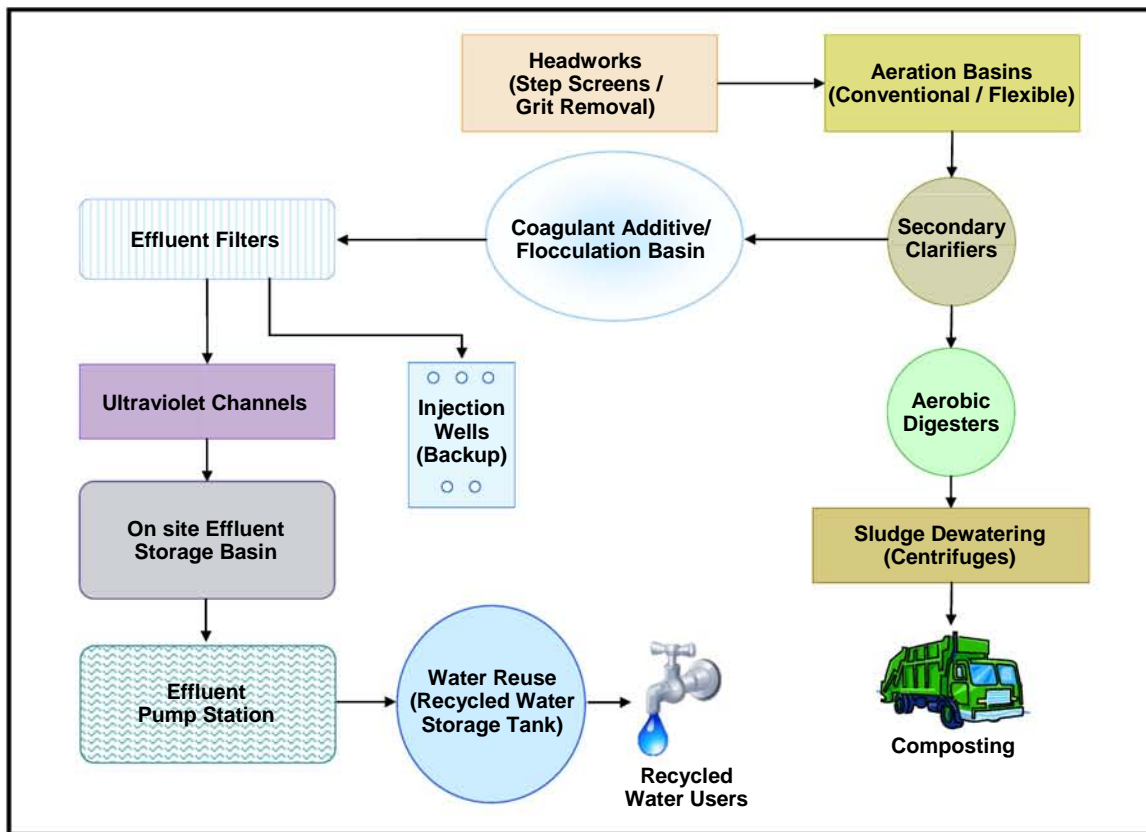 Headworks
(Step Screens /
Grit Removal)
Aeration Basins
(Conventional / Flexible)
Effluent Filters
Coagulant Additive/
Flocculation Basin
Secondary
Clarifiers
Ultraviolet Channels
Injection
Wells
(Backup)
Aerobic
Digesters
On site Effluent
Storage Basin
Sludge Dewatering
(Centrifuges)
Effluent
Pump Station
Water Reuse
(Recycled Water
Storage Tank)
Recycled
Water Users
Composting